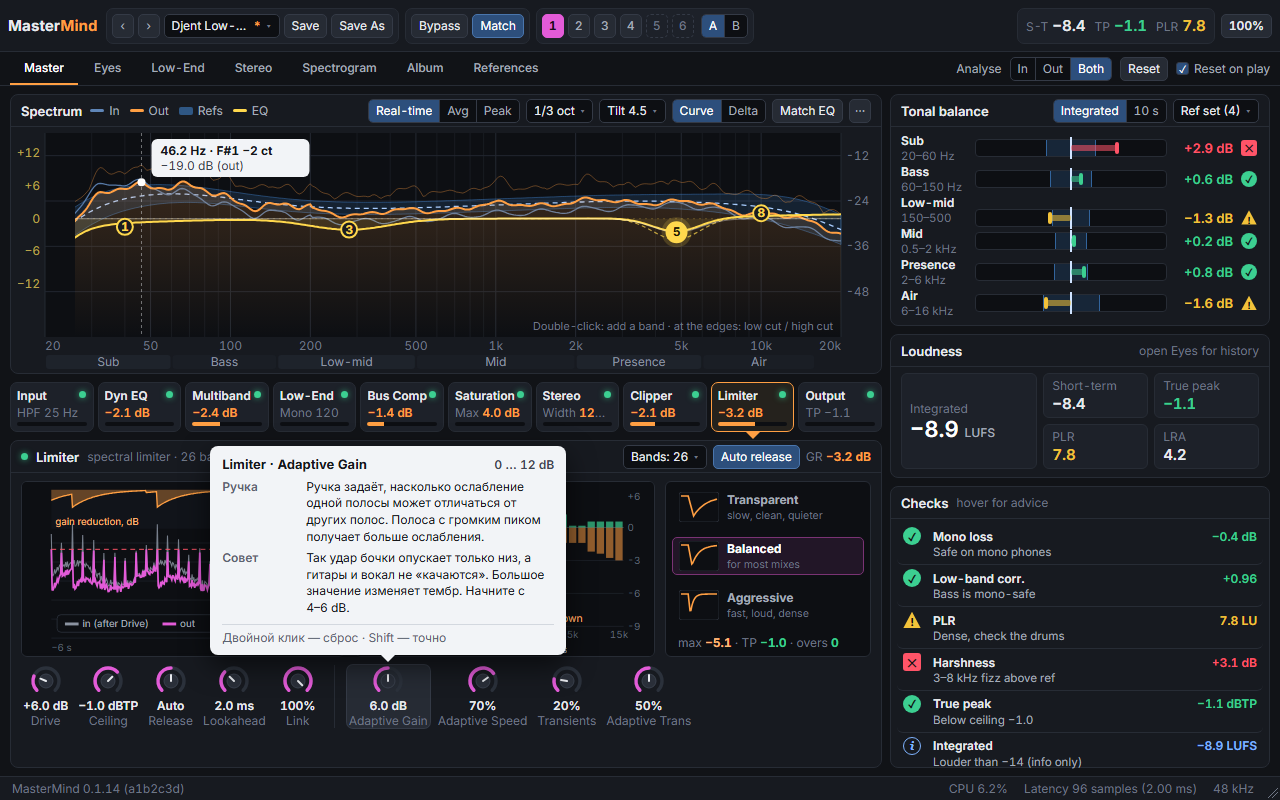 MasterMind ‹ › Djent Low-... * Save Save As Bypass Match 1 2 3 4 5 6 A B S-T −8.4 TP −1.1 PLR 7.8 100%
Master Eyes Low-End Stereo Spectrogram Album References Analyse In Out Both Reset Reset on play
Spectrum In Out Refs EQ Real-time Avg Peak 1/3 oct Tilt 4.5 Curve Delta Match EQ ...
+12 +6 0 −6 −12
46.2 Hz · F#1 −2 ct
−19.0 dB (out)
1 3 5 8
−12 −24 −36 −48
Double-click: add a band · at the edges: low cut / high cut
20 50 100 200 500 1k 2k 5k 10k 20k
Sub Bass Low-mid Mid Presence Air
Tonal balance Integrated 10 s Ref set (4)
Sub
20–60 Hz
+2.9 dB
Bass
60–150 Hz
+0.6 dB
Low-mid
150–500
−1.3 dB
Mid
0.5–2 kHz
+0.2 dB
Presence
2–6 kHz
+0.8 dB
Air
6–16 kHz
−1.6 dB
Loudness open Eyes for history
Integrated
−8.9 LUFS
Short-term
−8.4
True peak
−1.1
PLR
7.8
LRA
4.2
Input
HPF 25 Hz
Dyn EQ
−2.1 dB
Multiband
−2.4 dB
Low-End
Mono 120
Bus Comp
−1.4 dB
Saturation
Max 4.0 dB
Stereo
Width 12...
Clipper
−2.1 dB
Limiter
−3.2 dB
Output
TP −1.1
Limiter spectral limiter · 26 ba Bands: 26 Auto release GR −3.2 dB
gain reduction, dB
in (after Drive) out
−6 s
Limiter · Adaptive Gain 0 … 12 dB
Ручка
Ручка задаёт, насколько ослабление
одной полосы может отличаться от
других полос. Полоса с громким пиком
получает больше ослабления.
Совет
Так удар бочки опускает только низ, а
гитары и вокал не «качаются». Большое
значение изменяет тембр. Начните с
4–6 dB.
Двойной клик — сброс · Shift — точно
+6 0 −3 −6 −9
own
5k 15k
Transparent
slow, clean, quieter
Balanced
for most mixes
Aggressive
fast, loud, dense
max −5.1 · TP −1.0 · overs 0
+6.0 dB −1.0 dBTP Auto 2.0 ms 100% 6.0 dB 70% 20% 50%
Drive Ceiling Release Lookahead Link Adaptive Gain Adaptive Speed Transients Adaptive Trans
Checks hover for advice
Mono loss −0.4 dB
Safe on mono phones
Low-band corr. +0.96
Bass is mono-safe
PLR 7.8 LU
Dense, check the drums
Harshness +3.1 dB
3–8 kHz fizz above ref
True peak −1.1 dBTP
Below ceiling −1.0
Integrated −8.9 LUFS
Louder than −14 (info only)
MasterMind 0.1.14 (a1b2c3d) CPU 6.2% Latency 96 samples (2.00 ms) 48 kHz